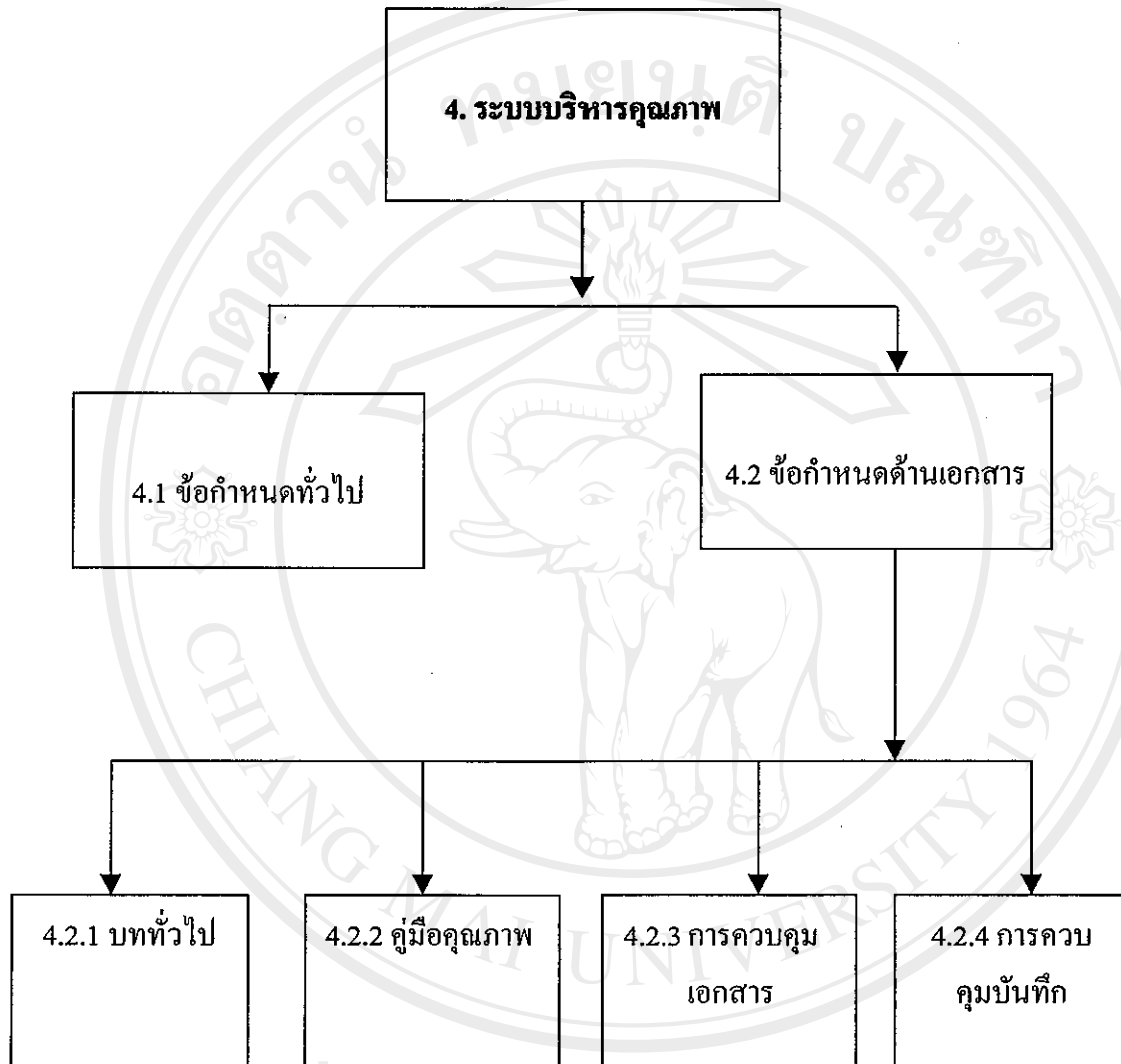 4. ระบบบริหารคุณภาพ
4.1 ข้อกำหนดทั่วไป
4.2 ข้อกำหนดด้านเอกสาร
4.2.1 บททั่วไป
4.2.2 คู่มือคุณภาพ
4.2.3 การควบคุม
เอกสาร
4.2.4 การควบ
คุมบันทึก
CHIANG MAI UNIVERSITY 1964